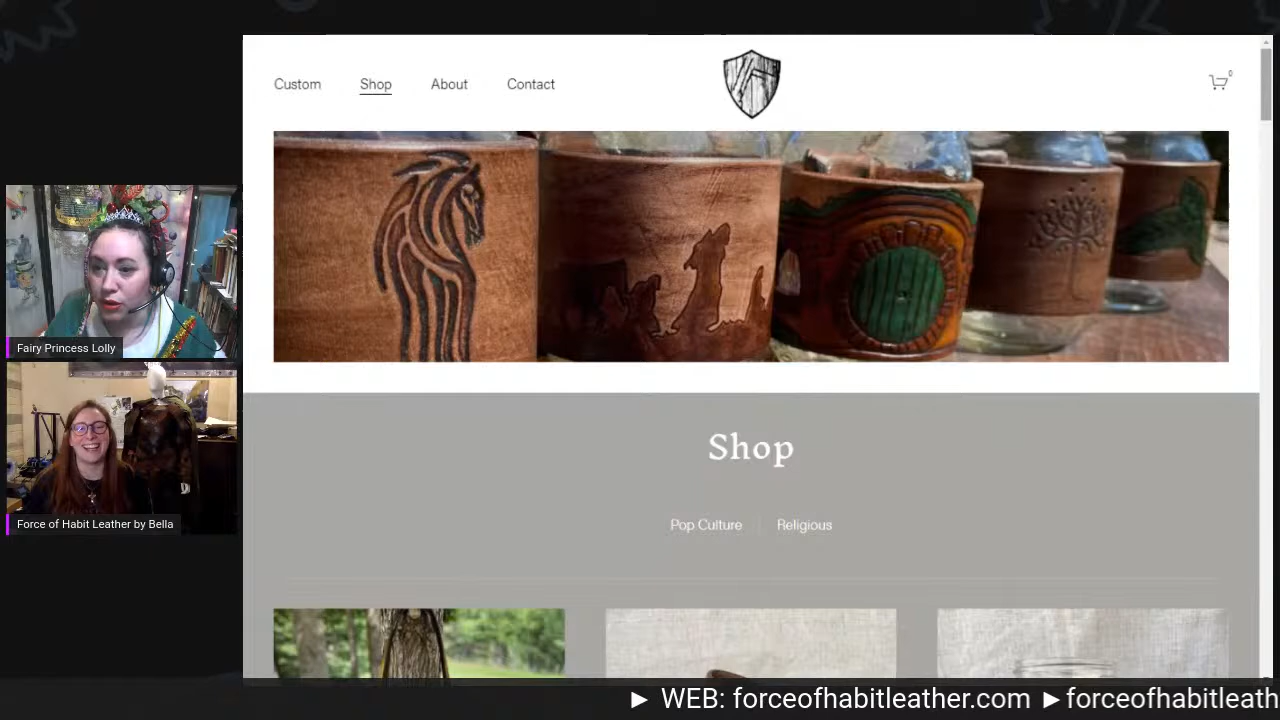 Custom Shop About Contact
0
Fairy Princess Lolly
Force of Habit Leather by Bella
Shop
Pop Culture Religious
► WEB: forceofhabitleather.com ►forceofhabitleath